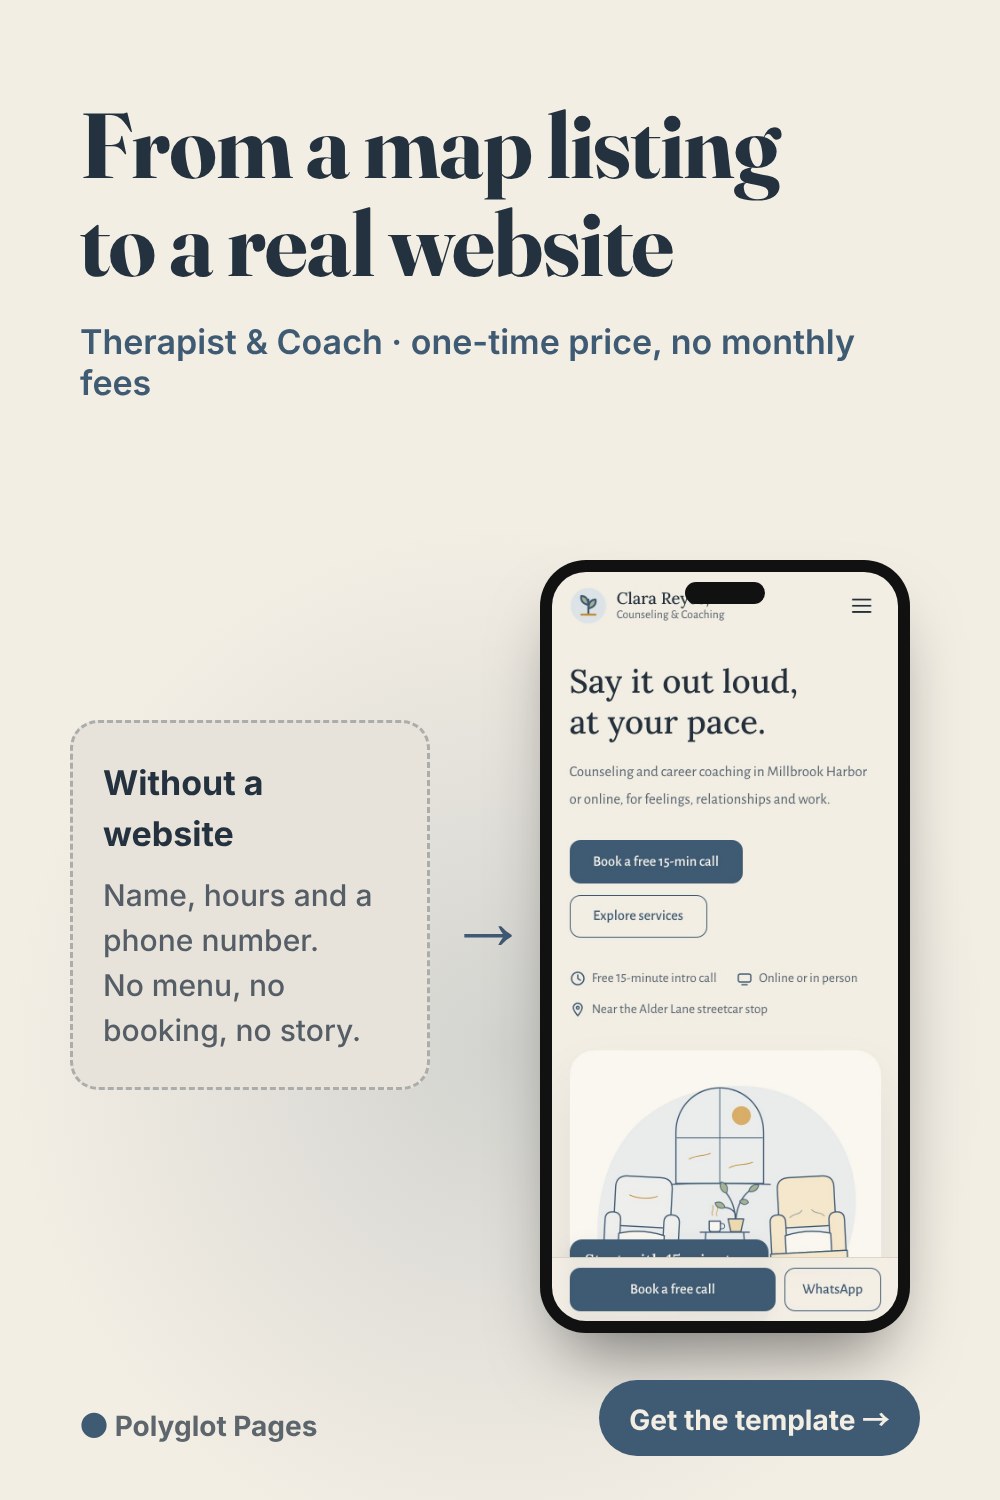 From a map listing
to a real website
Therapist & Coach · one-time price, no monthly
fees
Without a
website
Name, hours and a
phone number.
No menu, no
booking, no story.
→
Clara
Counseling & Coaching
Say it out loud,
at your pace.
Counseling and career coaching in Millbrook Harbor
or online, for feelings, relationships and work.
Book a free 15-min call
Explore services
Free 15-minute intro call Online or in person
Near the Alder Lane streetcar stop
Book a free call WhatsApp
Polyglot Pages
Get the template →